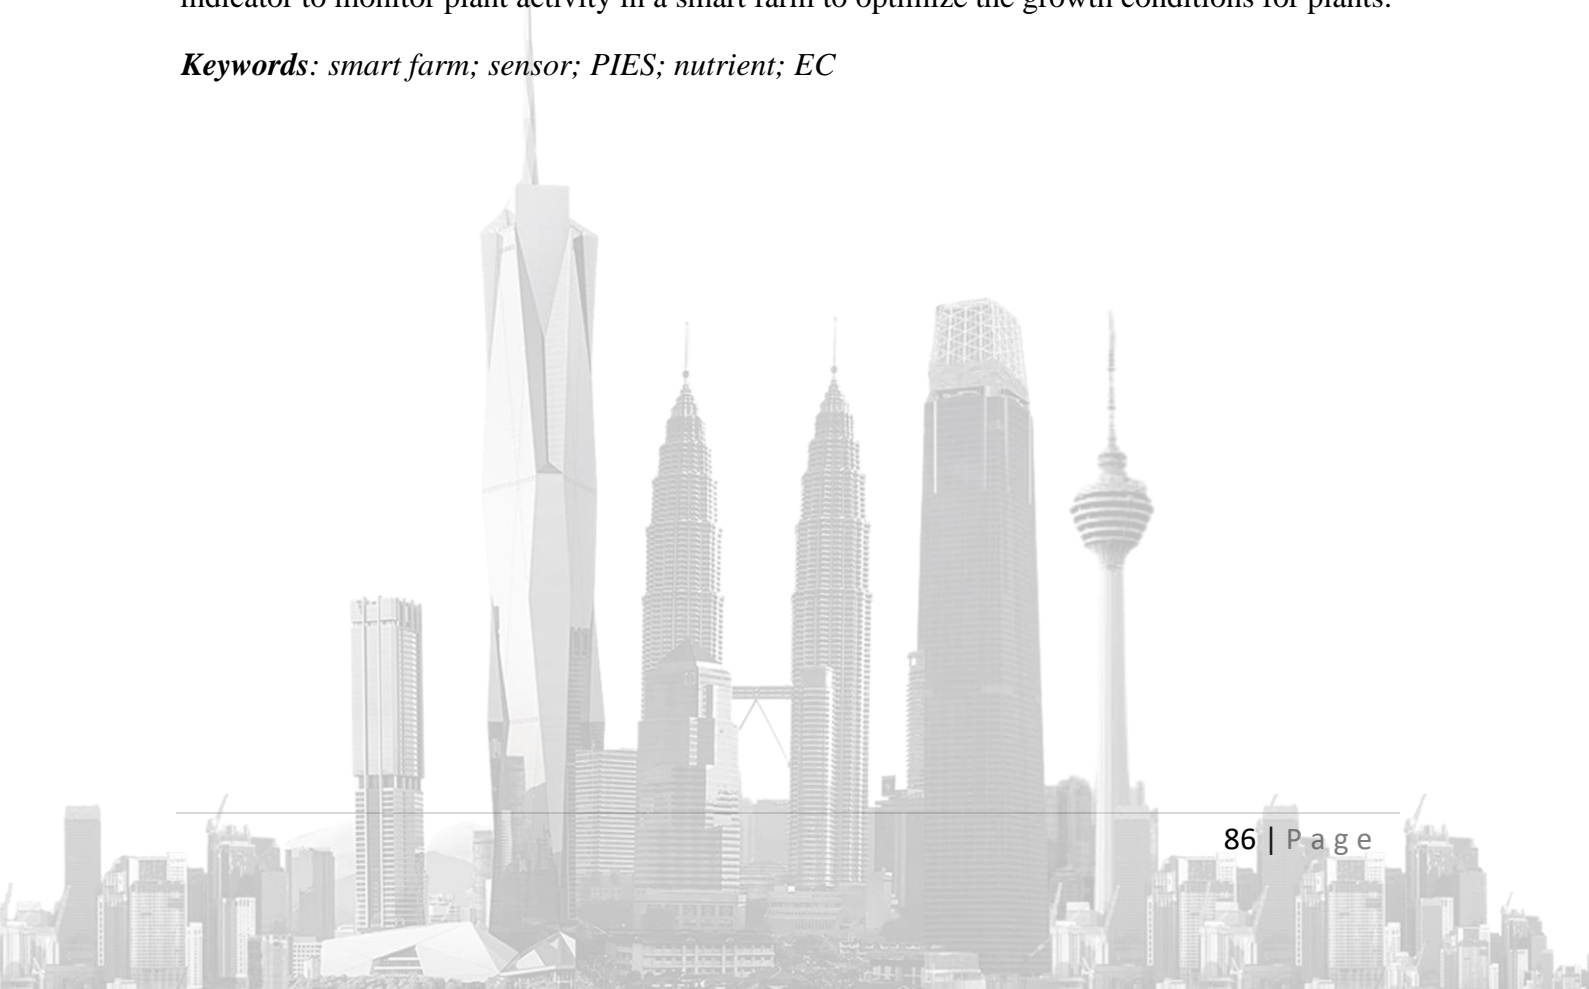 indicator to monitor plant activity in a smart farm to optimize the growth conditions for plants.
Keywords: smart farm; sensor; PIES; nutrient; EC
86 | Page